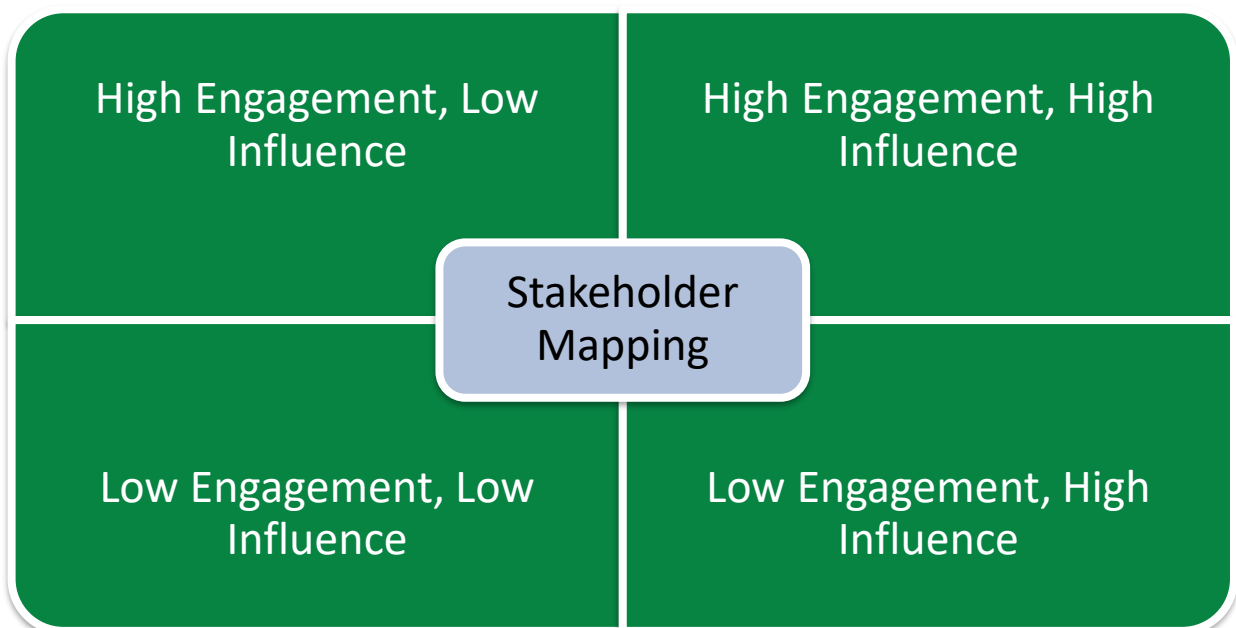 High Engagement, Low
Influence
High Engagement, High
Influence
Stakeholder
Mapping
Low Engagement, Low
Influence
Low Engagement, High
Influence